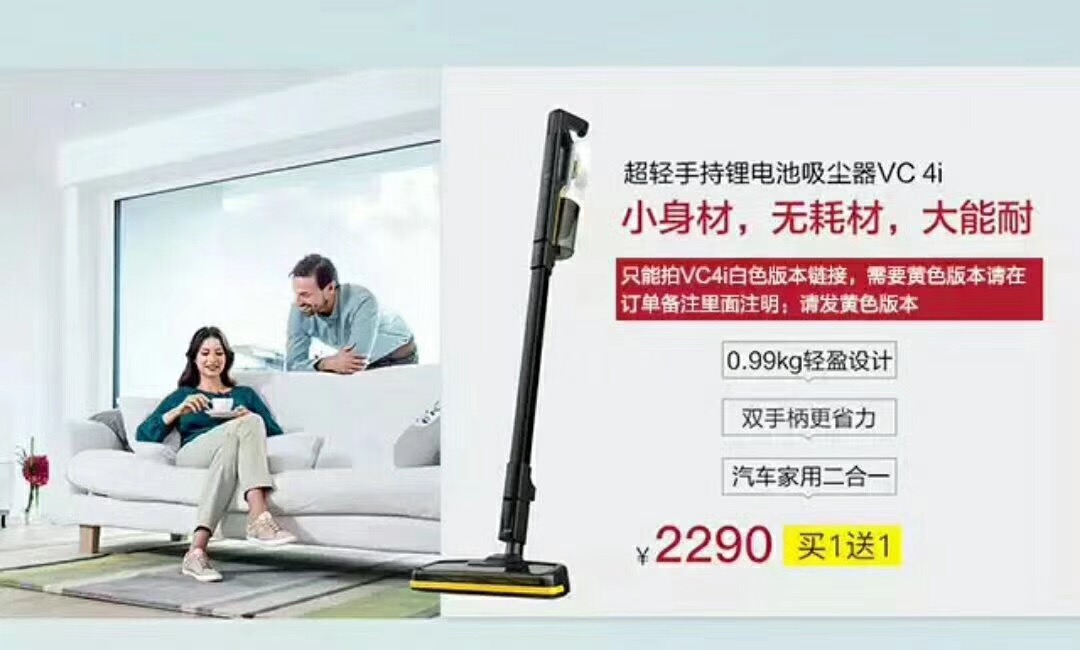 超轻手持锂电池吸尘器VC 4i
小身材，无耗材，大能耐
只能拍VC4i白色版本链接，需要黄色版本请在
订单备注里面注明；请发黄色版本
0.99kg轻盈设计
双手柄更省力
汽车家用二合一
¥2290 买1送1